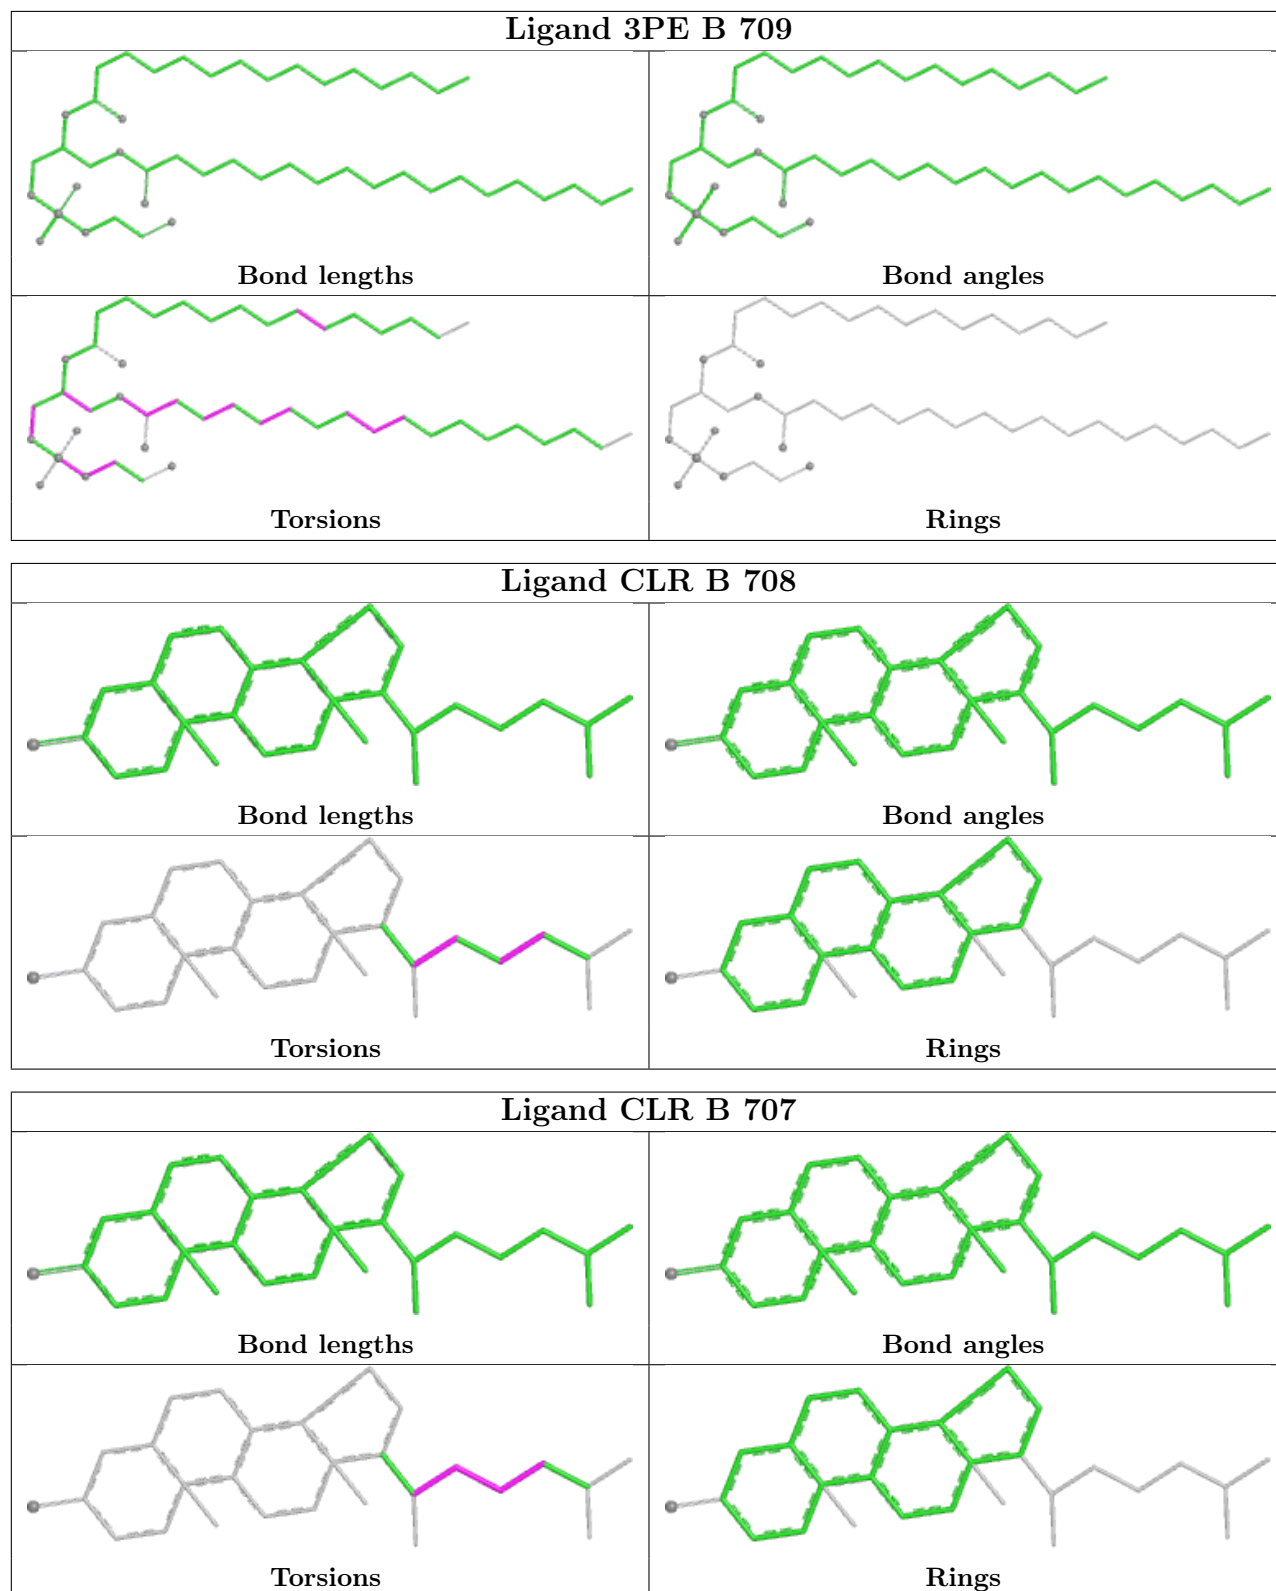 Ligand 3PE B 709
Bond lengths
Bond angles
Torsions
Rings
Ligand CLR B 708
Bond lengths
Bond angles
Torsions
Rings
Ligand CLR B 707
Bond lengths
Bond angles
Torsions
Rings